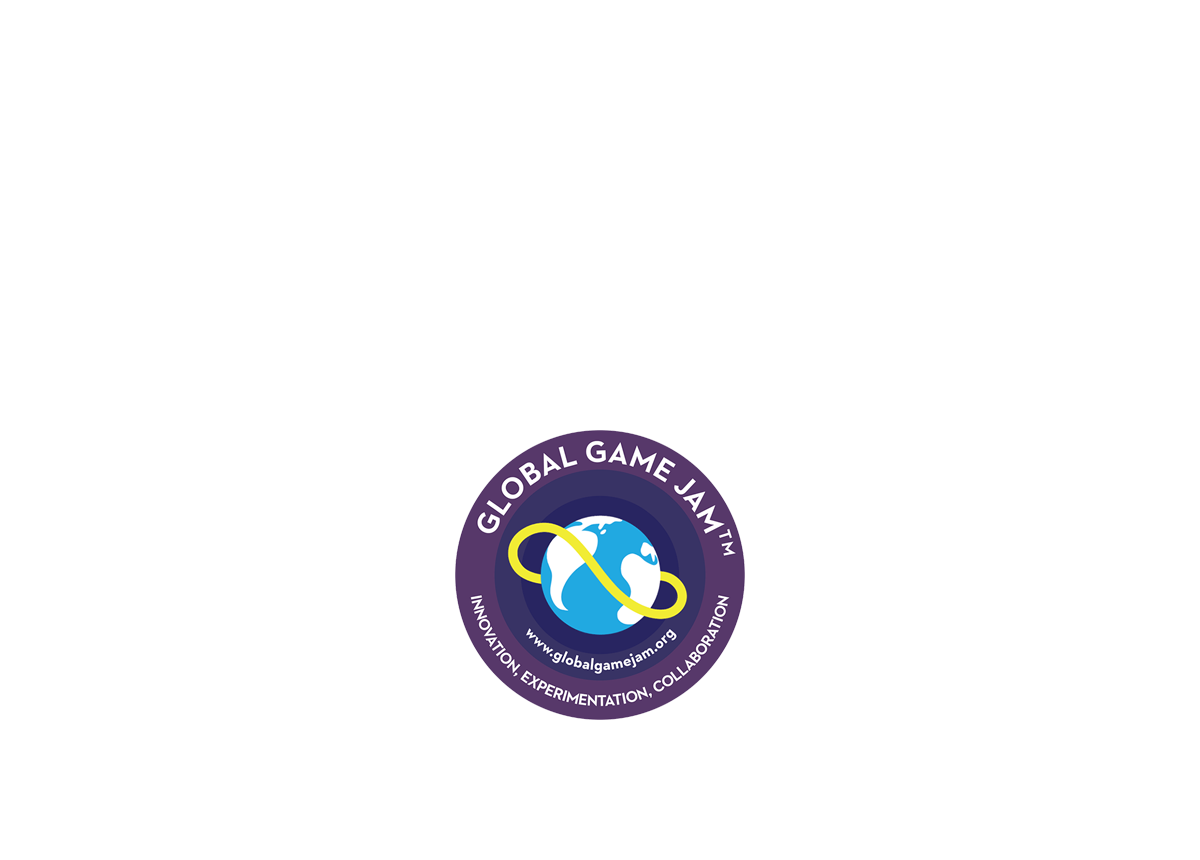 GLOBAL GAME JAM™
www.globalgamejam.org
INNOVATION, EXPERIMENTATION, COLLABORATION